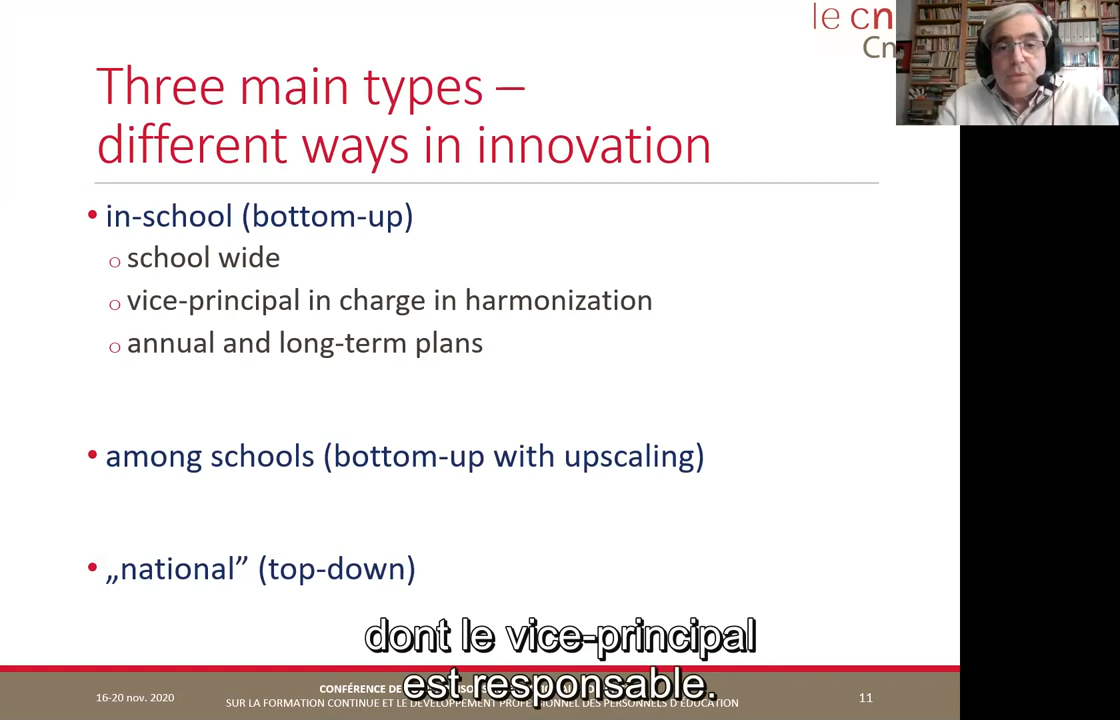 le cn
Cn
Three main types –
different ways in innovation
• in-school (bottom-up)
o school wide
o vice-principal in charge in harmonization
o annual and long-term plans
• among schools (bottom-up with upscaling)
• „national” (top-down)
dont le vice-principal
est responsable.
16-20 nov. 2020
CONFÉRENCE DE
SUR LA FORMATION CONTINUE ET LE DÉVELOPPEMENT PROFESSIONNEL DES PERSONNELS D'ÉDUCATION
11